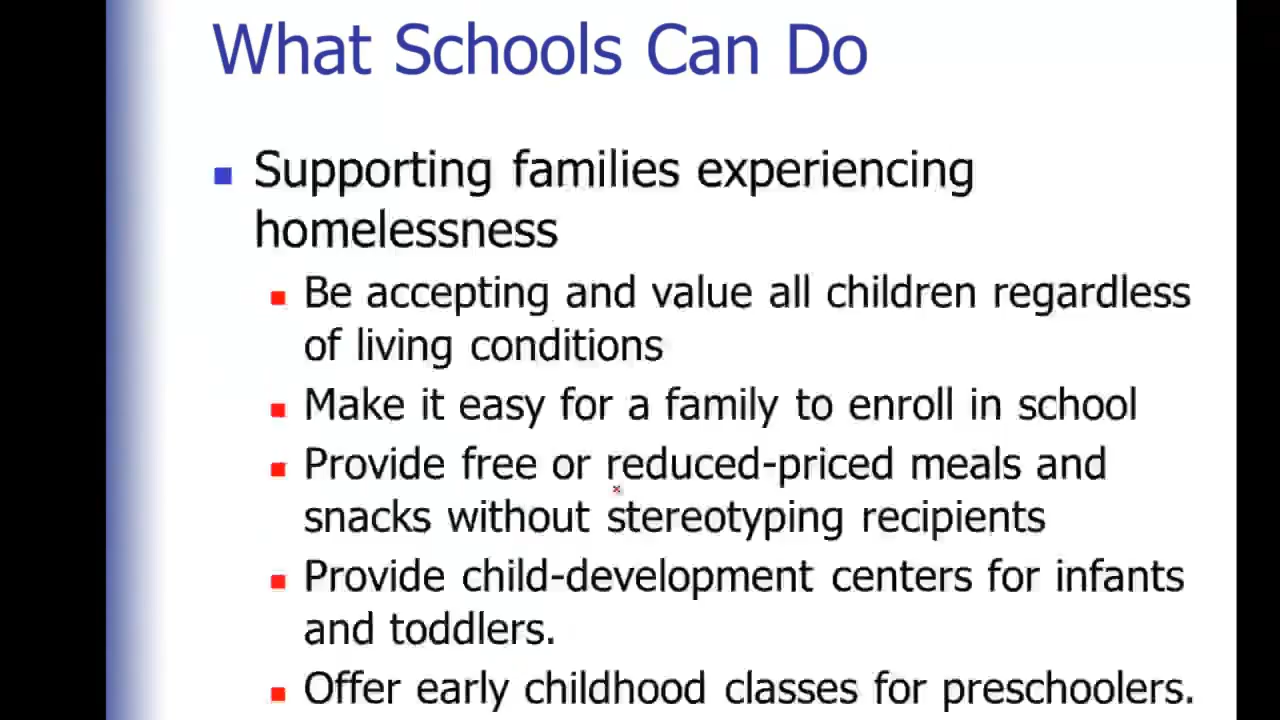 What Schools Can Do
Supporting families experiencing
homelessness
Be accepting and value all children regardless
of living conditions
Make it easy for a family to enroll in school
Provide free or reduced-priced meals and
snacks without stereotyping recipients
Provide child-development centers for infants
and toddlers.
Offer early childhood classes for preschoolers.